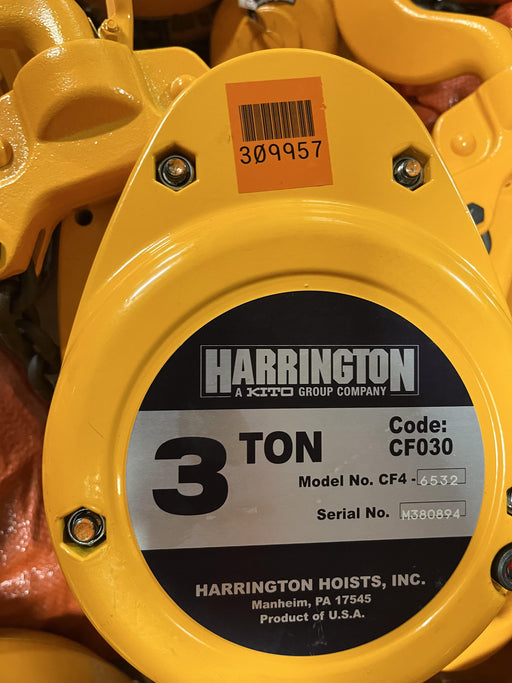 309957
HARRINGTON
A KITO GROUP COMPANY
3 TON
Code:
CF030
Model No. CF4 - 6532
Serial No. M380894
HARRINGTON HOISTS, INC.
Manheim, PA 17545
Product of U.S.A.